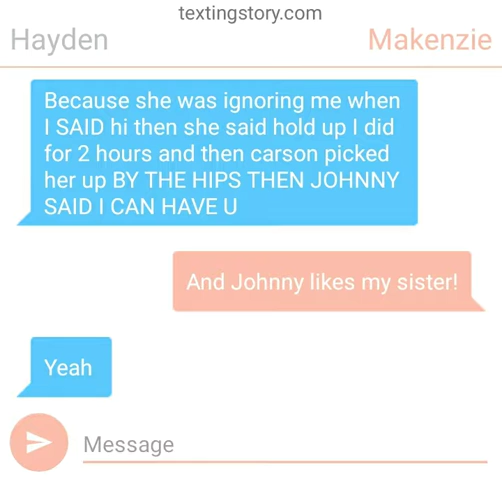 textingstory.com
Hayden Makenzie
Because she was ignoring me when
I SAID hi then she said hold up I did
for 2 hours and then carson picked
her up BY THE HIPS THEN JOHNNY
SAID I CAN HAVE U
And Johnny likes my sister!
Yeah
Message